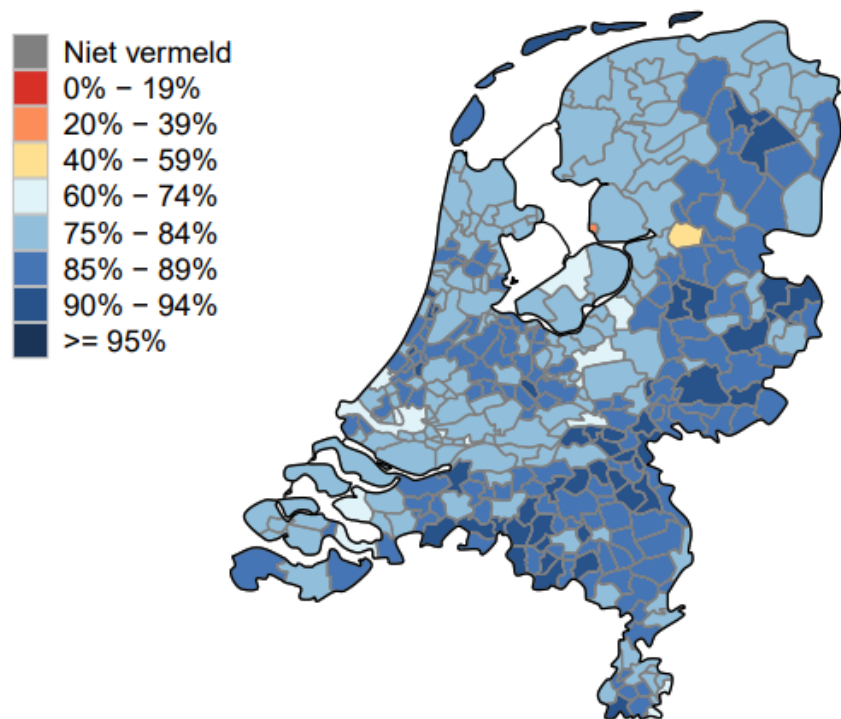 Niet vermeld
0% − 19%
20% − 39%
40% − 59%
60% − 74%
75% − 84%
85% − 89%
90% − 94%
>= 95%